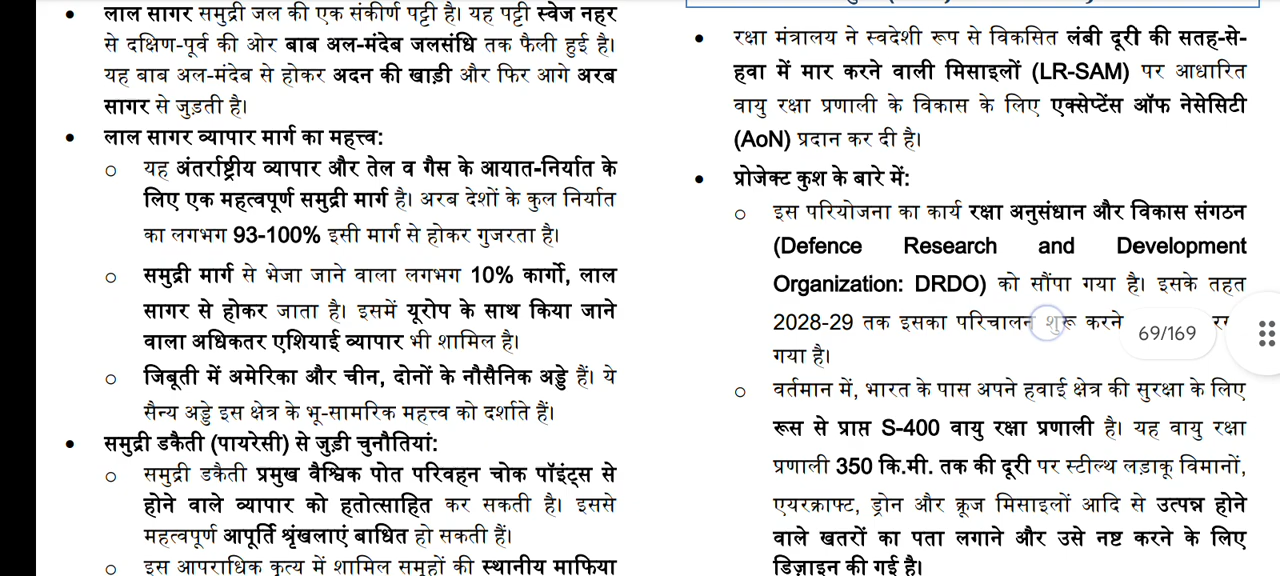 लाल सागर समुद्री जल की एक संकीर्ण पट्टी है। यह पट्टी स्वेज नहर
से दक्षिण-पूर्व की ओर बाब अल-मंदेब जलसंधि तक फैली हुई है।
यह बाब अल-मंदेब से होकर अदन की खाड़ी और फिर आगे अरब
सागर से जुड़ती है।
लाल सागर व्यापार मार्ग का महत्त्व:
यह अंतर्राष्ट्रीय व्यापार और तेल व गैस के आयात-निर्यात के
लिए एक महत्वपूर्ण समुद्री मार्ग है। अरब देशों के कुल निर्यात
का लगभग 93-100% इसी मार्ग से होकर गुजरता है।
समुद्री मार्ग से भेजा जाने वाला लगभग 10% कार्गो, लाल
सागर से होकर जाता है। इसमें यूरोप के साथ किया जाने
वाला अधिकतर एशियाई व्यापार भी शामिल है।
जिबूती में अमेरिका और चीन, दोनों के नौसैनिक अड्डे हैं। ये
सैन्य अड्डे इस क्षेत्र के भू-सामरिक महत्त्व को दर्शाते हैं।
समुद्री डकैती (पायरेसी) से जुड़ी चुनौतियां:
समुद्री डकैती प्रमुख वैश्विक पोत परिवहन चोक पॉइंट्स से
होने वाले व्यापार को हतोत्साहित कर सकती है। इससे
महत्वपूर्ण आपूर्ति श्रृंखलाएं बाधित हो सकती हैं।
इस आपराधिक कृत्य में शामिल समूहों की स्थानीय माफिया
रक्षा मंत्रालय ने स्वदेशी रूप से विकसित लंबी दूरी की सतह-से-
हवा में मार करने वाली मिसाइलों (LR-SAM) पर आधारित
वायु रक्षा प्रणाली के विकास के लिए एक्सेप्टेंस ऑफ नेसेसिटी
(AoN) प्रदान कर दी है।
प्रोजेक्ट कुश के बारे में:
इस परियोजना का कार्य रक्षा अनुसंधान और विकास संगठन
(Defence Research and Development
Organization: DRDO) को सौंपा गया है। इसके तहत
2028-29 तक इसका परिचालन शुरू करने
69/169
गया है।
वर्तमान में, भारत के पास अपने हवाई क्षेत्र की सुरक्षा के लिए
रूस से प्राप्त S-400 वायु रक्षा प्रणाली है। यह वायु रक्षा
प्रणाली 350 कि.मी. तक की दूरी पर स्टील्थ लड़ाकू विमानों,
एयरक्राफ्ट, ड्रोन और क्रूज मिसाइलों आदि से उत्पन्न होने
वाले खतरों का पता लगाने और उसे नष्ट करने के लिए
डिज़ाइन की गई है।